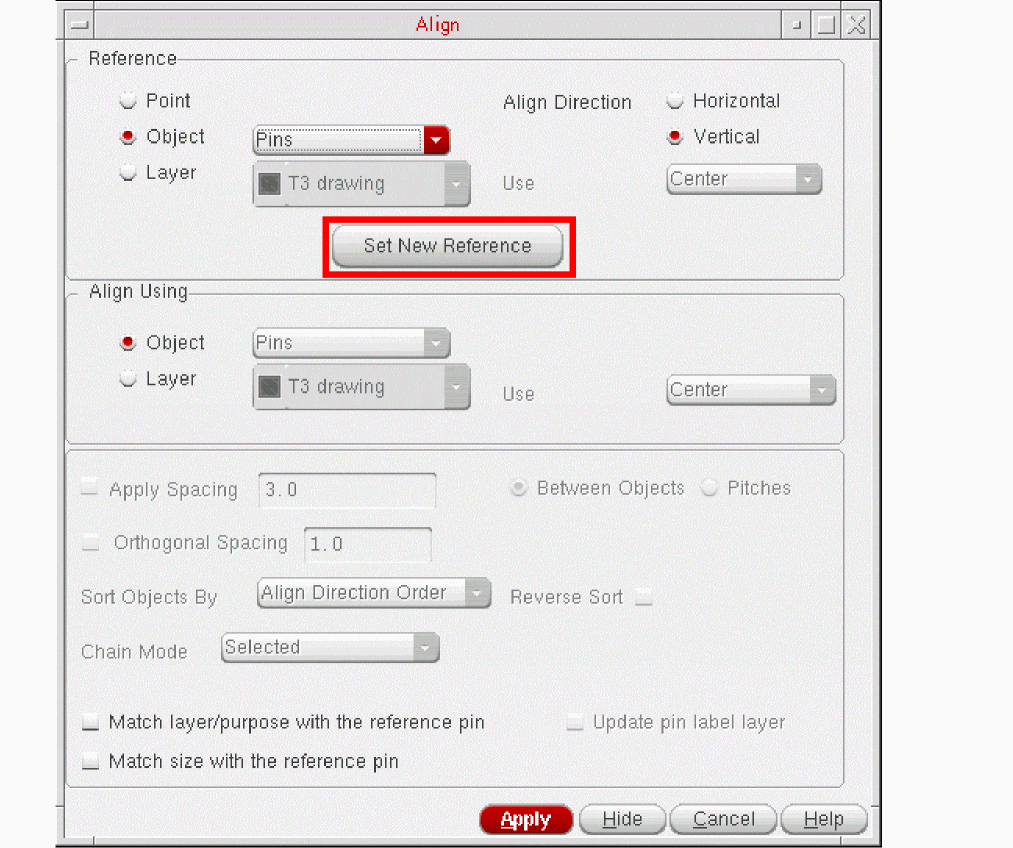 Align
Reference
Point
Align Direction
Horizontal
Object
Pins
Vertical
Layer
T3 drawing
Use
Center
Set New Reference
Align Using
Object
Pins
Layer
T3 drawing
Use
Center
Apply Spacing
3.0
Between Objects
Pitches
Orthogonal Spacing
1.0
Sort Objects By
Align Direction Order
Reverse Sort
Chain Mode
Selected
Match layer/purpose with the reference pin
Update pin label layer
Match size with the reference pin
Apply
Hide
Cancel
Help